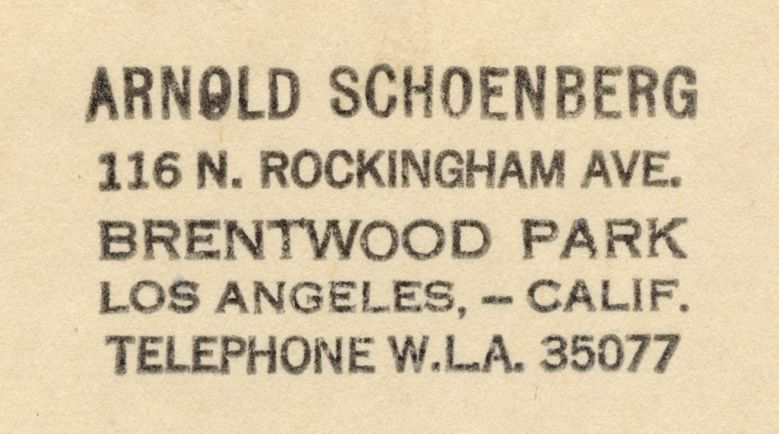 ARNOLD SCHOENBERG
116 N. ROCKINGHAM AVE.
BRENTWOOD PARK
LOS ANGELES, – CALIF.
TELEPHONE W.L.A. 35077